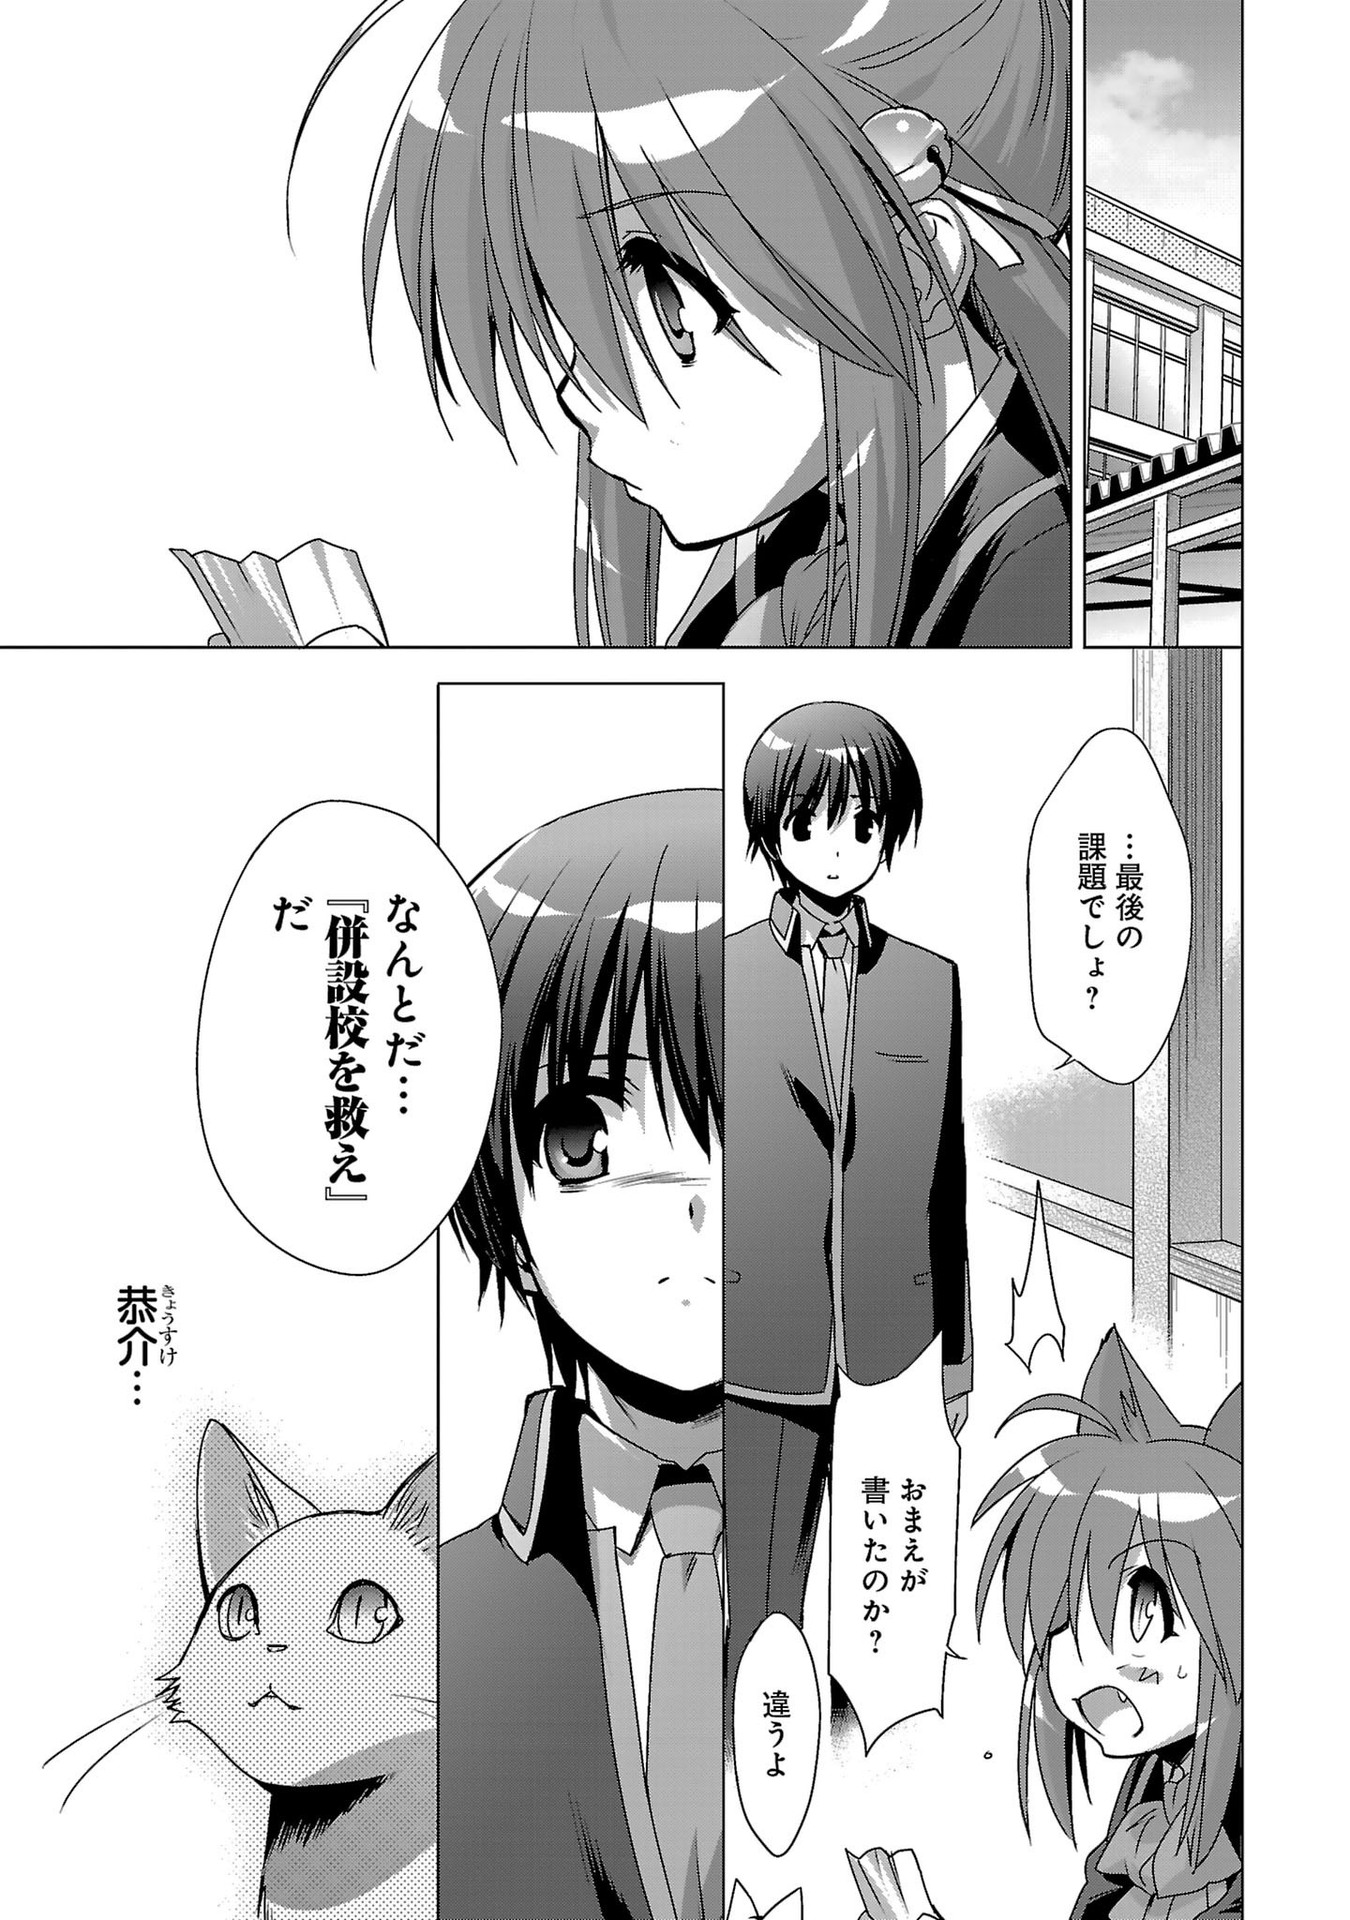 …最後の
課題でしょ？
おまえが
書いたのか？
違うよ
なんとだ…
『併設校を救え』
だ
恭介…
きょうすけ